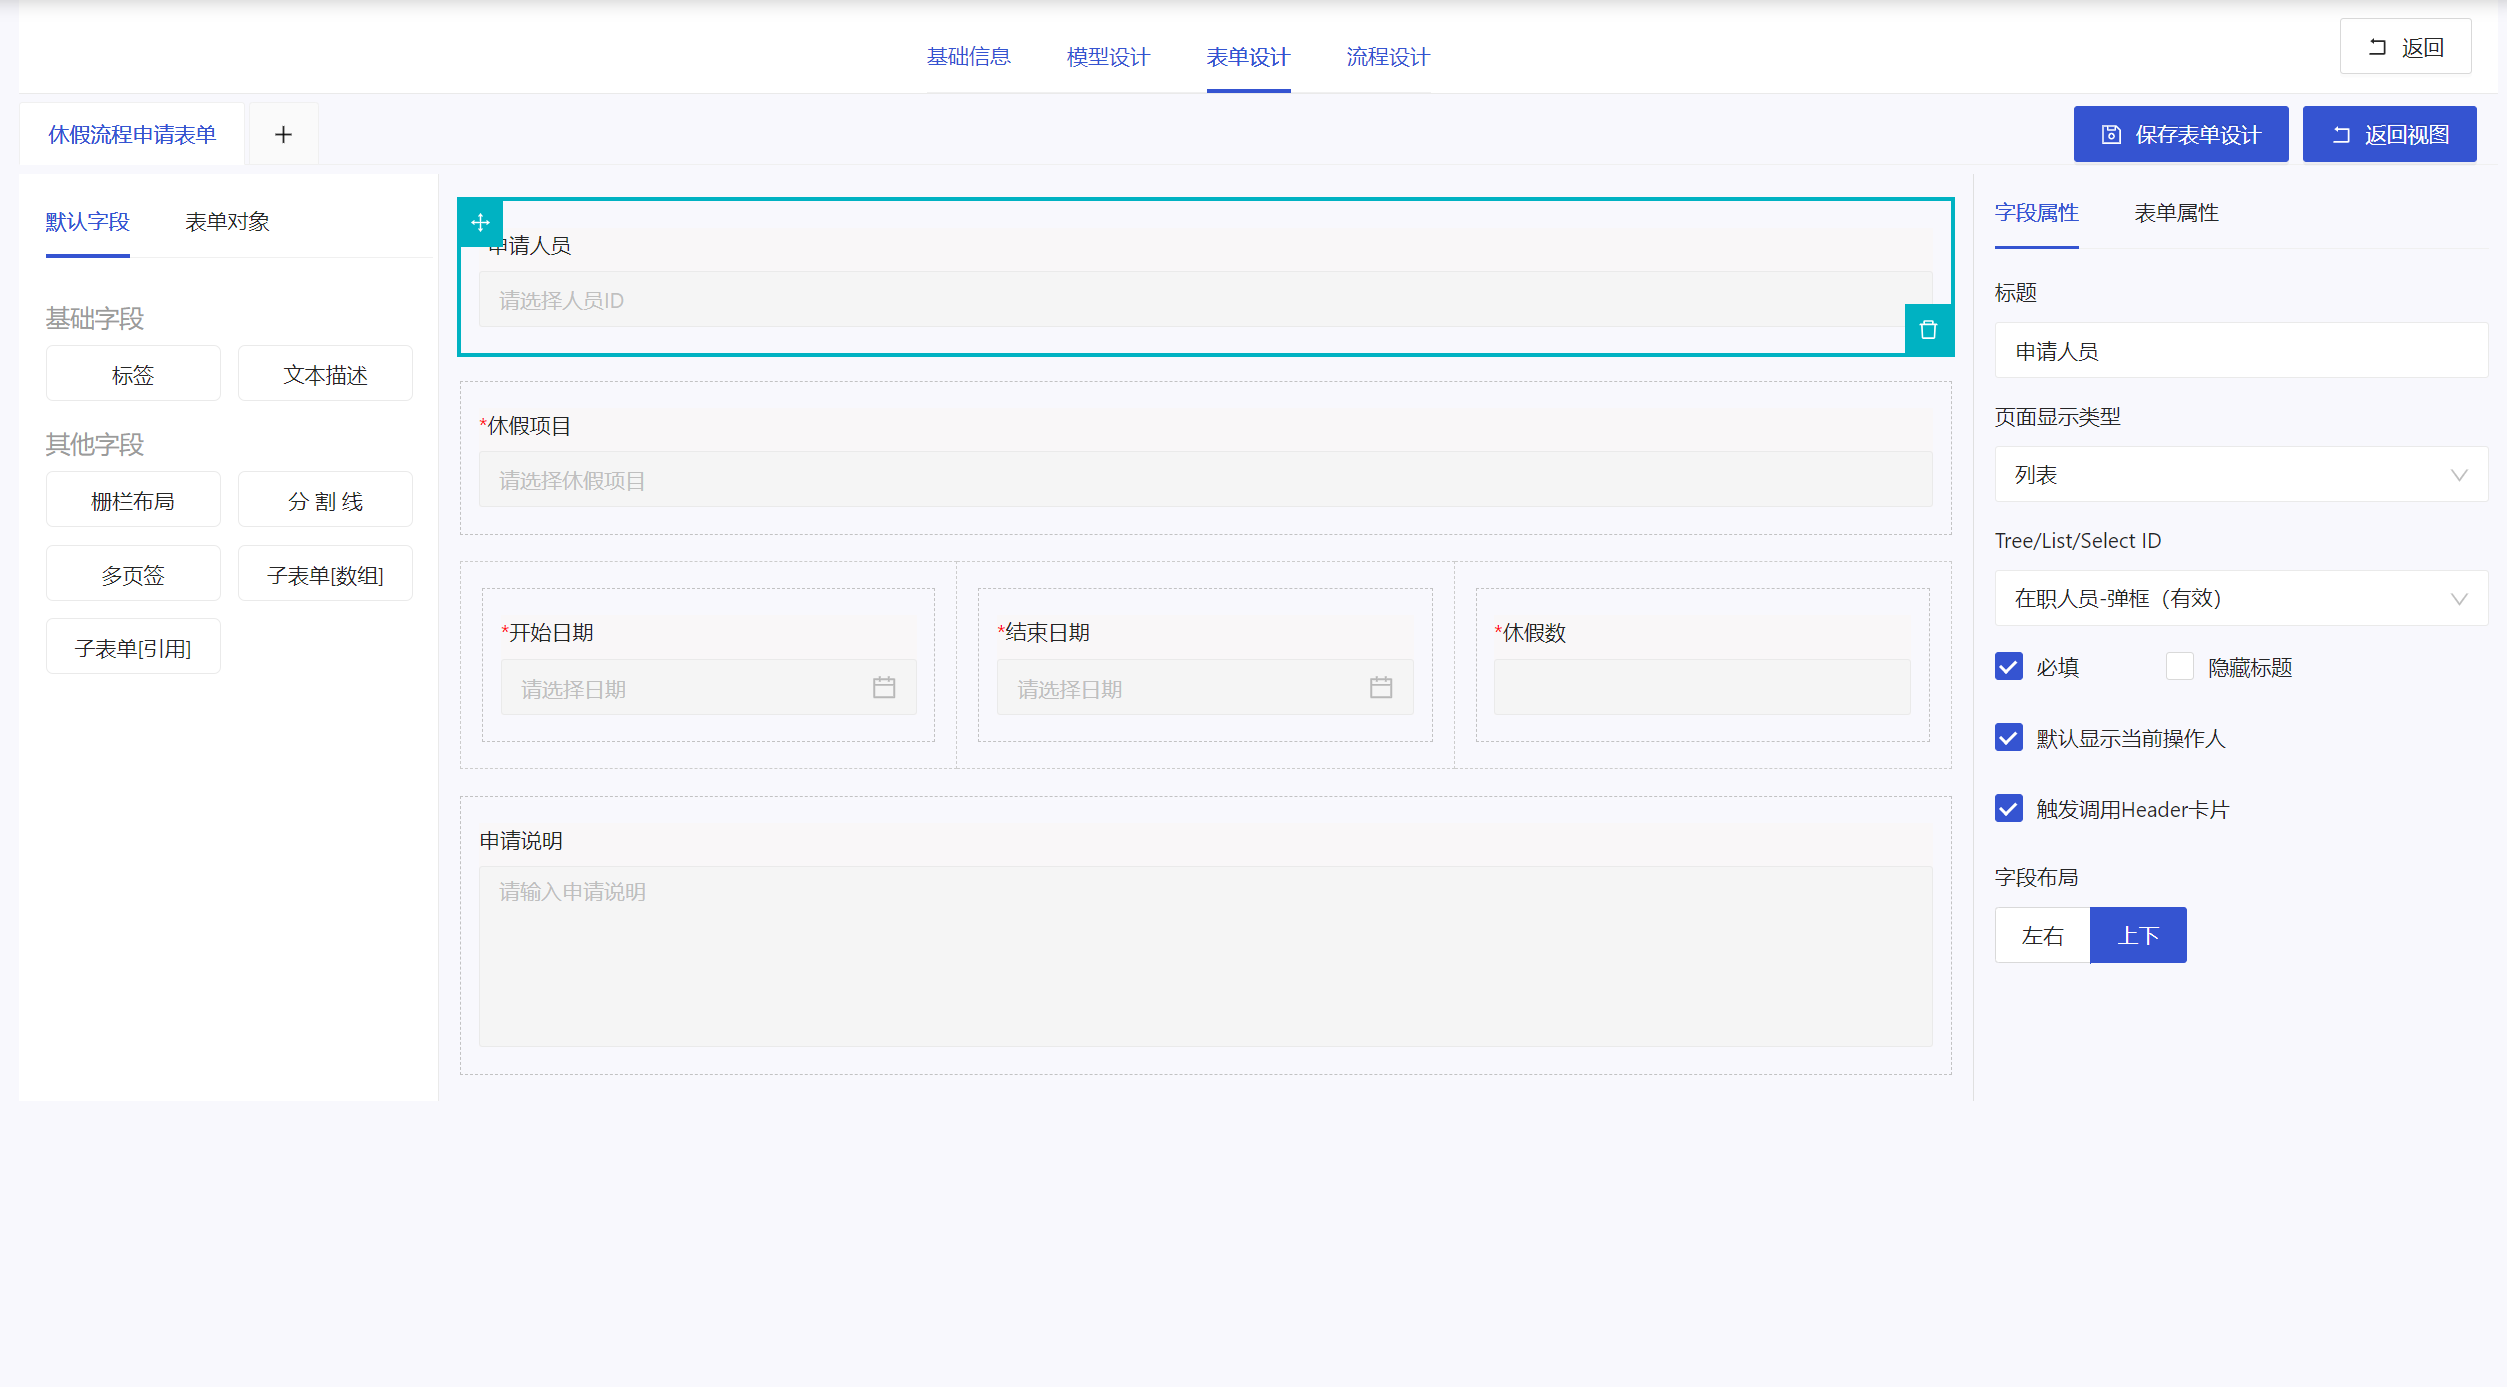 基础信息
模型设计
表单设计
流程设计
返回
休假流程申请表单
+
保存表单设计
返回视图
默认字段
表单对象
基础字段
标签
文本描述
其他字段
栅栏布局
分 割 线
多页签
子表单[数组]
子表单[引用]
申请人员
请选择人员ID
*休假项目
请选择休假项目
*开始日期
请选择日期
*结束日期
请选择日期
*休假数
申请说明
请输入申请说明
字段属性
表单属性
标题
申请人员
页面显示类型
列表
Tree/List/Select ID
在职人员-弹框（有效）
必填
隐藏标题
默认显示当前操作人
触发调用Header卡片
字段布局
左右
上下